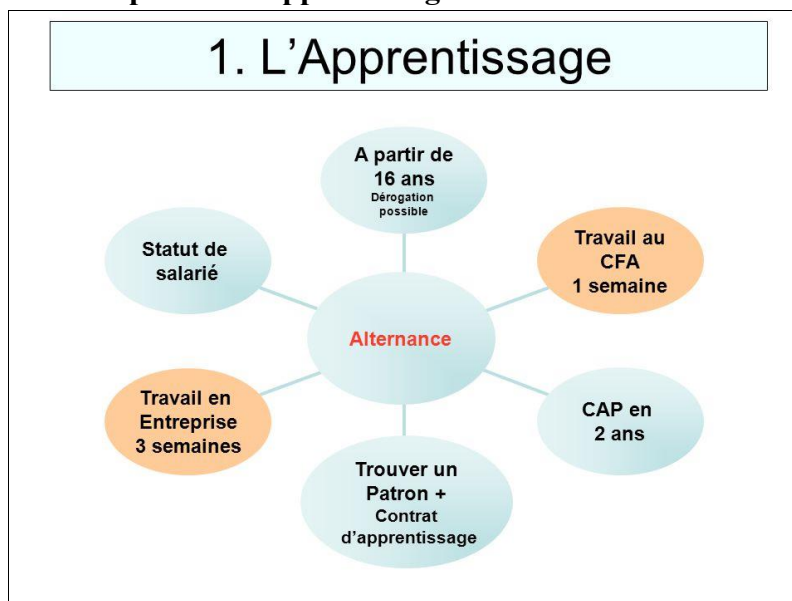 1. L'Apprentissage
A partir de
16 ans
Dérogation
possible
Statut de
salarié
Travail au
CFA
1 semaine
Alternance
Travail en
Entreprise
3 semaines
CAP en
2 ans
Trouver un
Patron +
Contrat
d'apprentissage